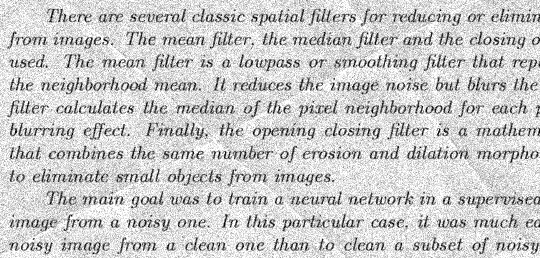 There are several classic spatial filters for reducing or elimin
from images. The mean filter, the median filter and the closing o
used. The mean filter is a lowpass or smoothing filter that repl
the neighborhood mean. It reduces the image noise but blurs the
filter calculates the median of the pixel neighborhood for each p
blurring effect. Finally, the opening closing filter is a mathem
that combines the same number of erosion and dilation morpho
to eliminate small objects from images.
The main goal was to train a neural network in a supervised
image from a noisy one. In this particular case, it was much ea
noisy image from a clean one than to clean a subset of noisy